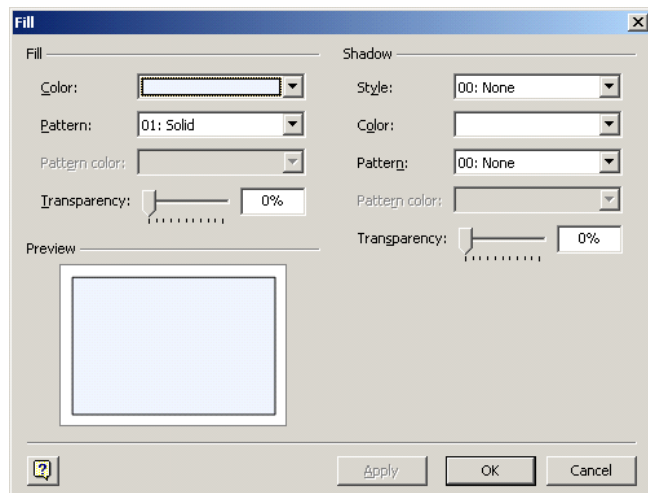 Fill
Fill
Color:
Pattern: 01: Solid
Pattern color:
Transparency: 0%
Preview
Shadow
Style: 00: None
Color:
Pattern: 00: None
Pattern color:
Transparency: 0%
?
Apply OK Cancel